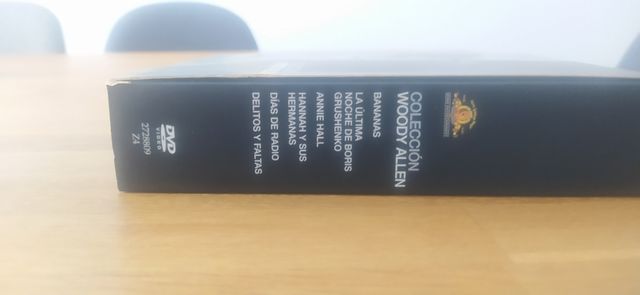 COLECCIÓN
WOODY ALLEN
BANANAS
LA ÚLTIMA
NOCHE DE BORIS
GRUSHENKO
ANNIE HALL
HANNAH Y SUS
HERMANAS
DÍAS DE RADIO
DELITOS Y FALTAS
DVD
VIDEO
2728809
Z4